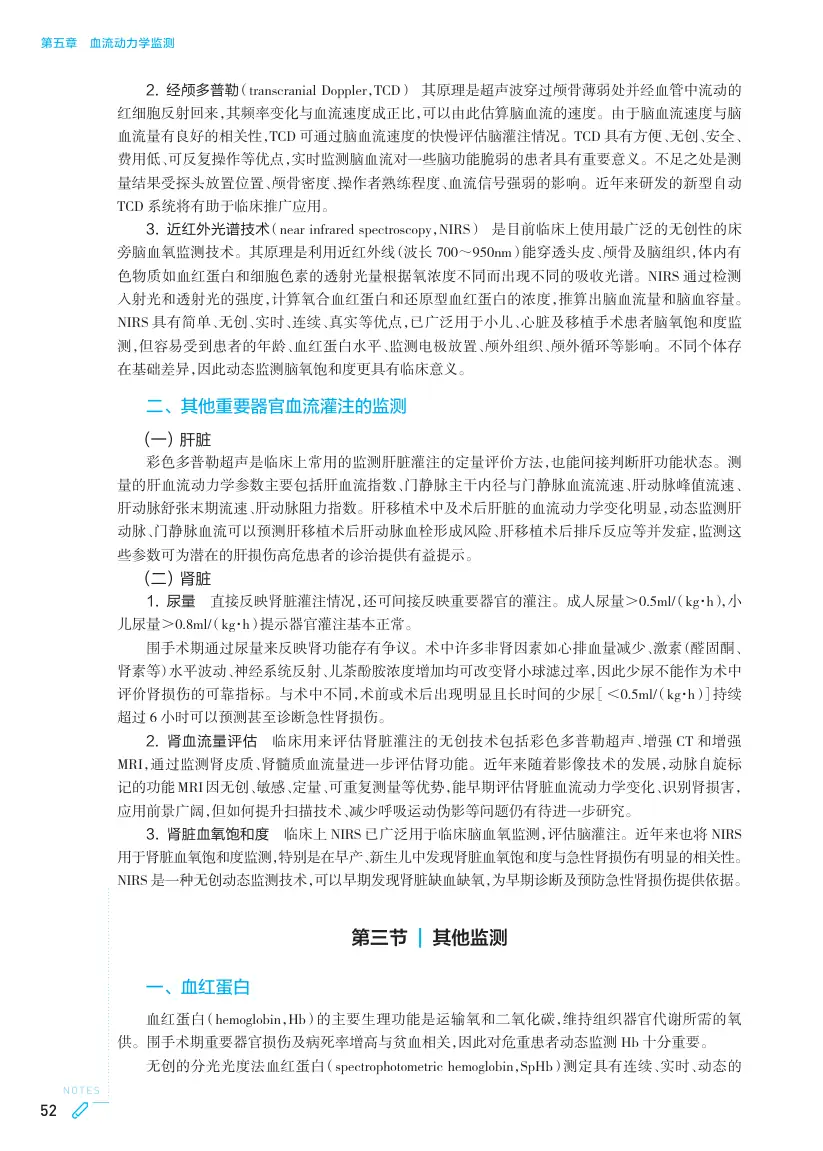 第五章 血流动力学监测
2. 经颅多普勒（transcranial Doppler,TCD） 其原理是超声波穿过颅骨薄弱处并经血管中流动的
红细胞反射回来,其频率变化与血流速度成正比,可以由此估算脑血流的速度。由于脑血流速度与脑
血流量有良好的相关性,TCD 可通过脑血流速度的快慢评估脑灌注情况。TCD 具有方便、无创、安全、
费用低、可反复操作等优点,实时监测脑血流对一些脑功能脆弱的患者具有重要意义。不足之处是测
量结果受探头放置位置、颅骨密度、操作者熟练程度、血流信号强弱的影响。近年来研发的新型自动
TCD 系统将有助于临床推广应用。
3. 近红外光谱技术（near infrared spectroscopy,NIRS） 是目前临床上使用最广泛的无创性的床
旁脑血氧监测技术。其原理是利用近红外线（波长 700～950nm）能穿透头皮、颅骨及脑组织,体内有
色物质如血红蛋白和细胞色素的透射光量根据氧浓度不同而出现不同的吸收光谱。NIRS 通过检测
入射光和透射光的强度,计算氧合血红蛋白和还原型血红蛋白的浓度,推算出脑血流量和脑血容量。
NIRS 具有简单、无创、实时、连续、真实等优点,已广泛用于小儿、心脏及移植手术患者脑氧饱和度监
测,但容易受到患者的年龄、血红蛋白水平、监测电极放置、颅外组织、颅外循环等影响。不同个体存
在基础差异,因此动态监测脑氧饱和度更具有临床意义。
二、其他重要器官血流灌注的监测
（一）肝脏
彩色多普勒超声是临床上常用的监测肝脏灌注的定量评价方法,也能间接判断肝功能状态。测
量的肝血流动力学参数主要包括肝血流指数、门静脉主干内径与门静脉血流流速、肝动脉峰值流速、
肝动脉舒张末期流速、肝动脉阻力指数。肝移植术中及术后肝脏的血流动力学变化明显,动态监测肝
动脉、门静脉血流可以预测肝移植术后肝动脉血栓形成风险、肝移植术后排斥反应等并发症,监测这
些参数可为潜在的肝损伤高危患者的诊治提供有益提示。
（二）肾脏
1. 尿量 直接反映肾脏灌注情况,还可间接反映重要器官的灌注。成人尿量＞0.5ml/（kg·h）,小
儿尿量＞0.8ml/（kg·h）提示器官灌注基本正常。
围手术期通过尿量来反映肾功能存有争议。术中许多非肾因素如心排血量减少、激素（醛固酮、
肾素等）水平波动、神经系统反射、儿茶酚胺浓度增加均可改变肾小球滤过率,因此少尿不能作为术中
评价肾损伤的可靠指标。与术中不同,术前或术后出现明显且长时间的少尿［＜0.5ml/（kg·h）］持续
超过 6 小时可以预测甚至诊断急性肾损伤。
2. 肾血流量评估 临床用来评估肾脏灌注的无创技术包括彩色多普勒超声、增强 CT 和增强
MRI,通过监测肾皮质、肾髓质血流量进一步评估肾功能。近年来随着影像技术的发展,动脉自旋标
记的功能 MRI 因无创、敏感、定量、可重复测量等优势,能早期评估肾脏血流动力学变化、识别肾损害,
应用前景广阔,但如何提升扫描技术、减少呼吸运动伪影等问题仍有待进一步研究。
3. 肾脏血氧饱和度 临床上 NIRS 已广泛用于临床脑血氧监测,评估脑灌注。近年来也将 NIRS
用于肾脏血氧饱和度监测,特别是在早产、新生儿中发现肾脏血氧饱和度与急性肾损伤有明显的相关性。
NIRS 是一种无创动态监测技术,可以早期发现肾脏缺血缺氧,为早期诊断及预防急性肾损伤提供依据。
第三节 | 其他监测
一、血红蛋白
血红蛋白（hemoglobin,Hb）的主要生理功能是运输氧和二氧化碳,维持组织器官代谢所需的氧
供。围手术期重要器官损伤及病死率增高与贫血相关,因此对危重患者动态监测 Hb 十分重要。
无创的分光光度法血红蛋白（spectrophotometric hemoglobin,SpHb）测定具有连续、实时、动态的
NOTES
52